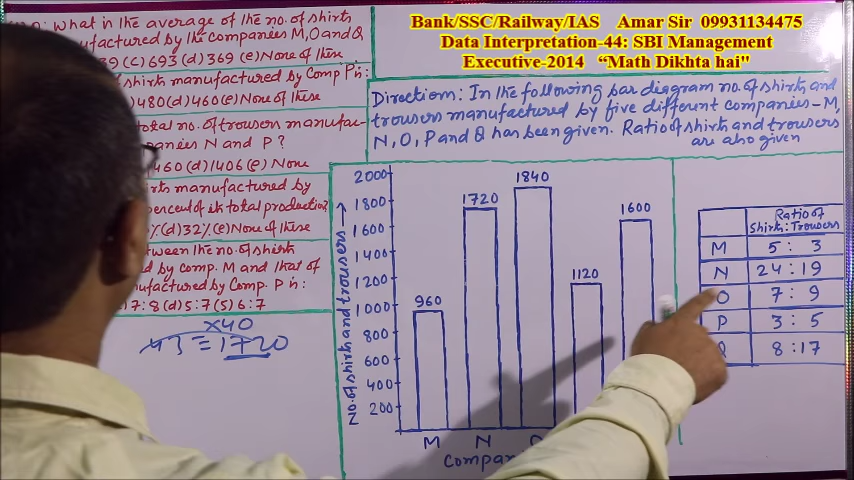 Bank/SSC/Railway/IAS Amar Sir 09931134475
Data Interpretation-44: SBI Management
Executive-2014 “Math Dikhta hai"
What is the average of the no. of shirts
manufactured by the companies M, O and Q
(c) 693 (d) 369 (e) None of these
shirts manufactured by Comp P is:
480 (d) 460 (e) None of these
total no. of trousers manufac-
N and P?
460 (d) 1406 (e) None
manufactured by
percent of its total production?
(d) 32% (e) None of these
the no. of shirts
by comp. M and that of
by Comp. P is:
7:8 (d) 5:7 (5) 6:7
×40
43 ≡ 1720
Directions: In the following bar diagram no. of shirts and
trousers manufactured by five different companies - M,
N, O, P and Q has been given. Ratio of shirts and trousers
are also given
No. of shirts and trousers →
2000
1800
1600
1400
1200
1000
800
600
400
200
960
1720
1840
1120
1600
M N
Ratio of
Shirts: Trousers
M 5 : 3
N 24 : 19
O 7 : 9
P 3 : 5
8 : 17